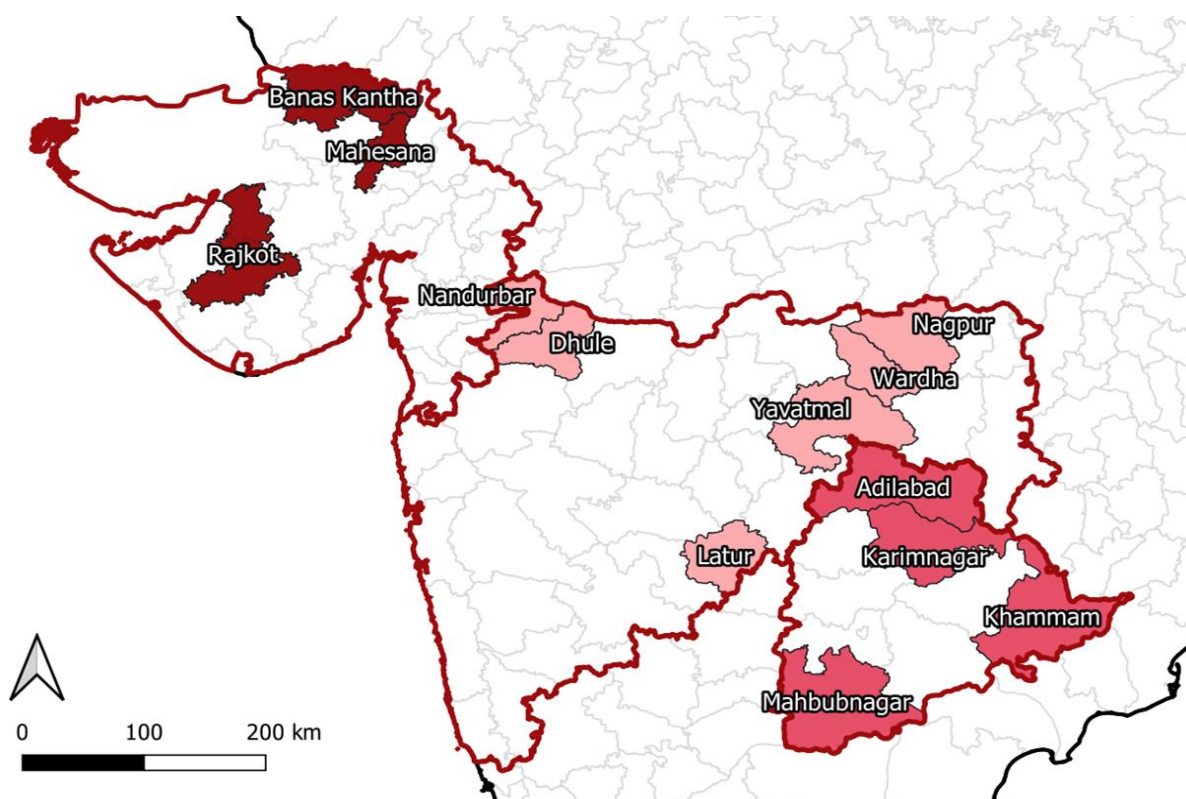 Banas Kantha
Mahesana
Rajkot
Nandurbar
Dhule
Nagpur
Wardha
Yavatmal
Adilabad
Latur
Karimnagar
Khammam
Mahbubnagar
0 100 200 km